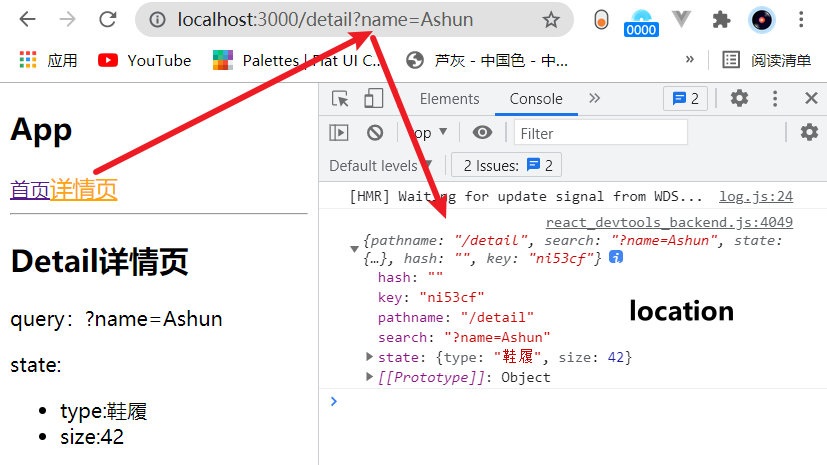 localhost:3000/detail?name=Ashun
0000
应用 YouTube Palettes | Flat UI C... 芦灰 - 中国色 - 中... » 阅读清单
App
首页详情页
Detail详情页
query：?name=Ashun
state:
type:鞋履
size:42
Elements Console » 2
top Filter
Default levels 2 Issues: 2
[HMR] Waiting for update signal from WDS... log.js:24
react_devtools_backend.js:4049
{pathname: "/detail", search: "?name=Ashun", state:
{…}, hash: "", key: "ni53cf"} i
hash: ""
key: "ni53cf"
pathname: "/detail"
search: "?name=Ashun"
state: {type: "鞋履", size: 42}
[[Prototype]]: Object
location